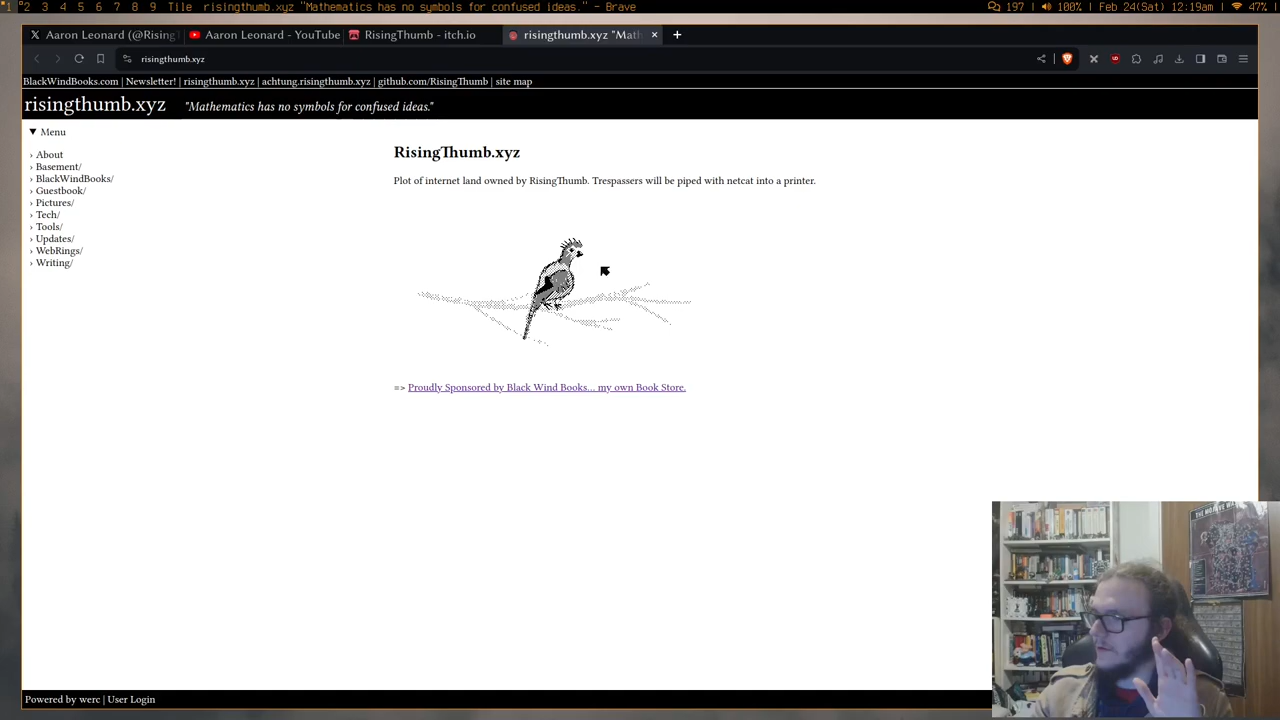 1 2 3 4 5 6 7 8 9 Tile risingthumb.xyz "Mathematics has no symbols for confused ideas." - Brave 197 | 100% | Feb 24(Sat) 12:19am | 47%
Aaron Leonard (@Rising Aaron Leonard - YouTube RisingThumb - itch.io risingthumb.xyz "Math
risingthumb.xyz
BlackWindBooks.com | Newsletter! | risingthumb.xyz | achtung.risingthumb.xyz | github.com/RisingThumb | site map
risingthumb.xyz "Mathematics has no symbols for confused ideas."
▼ Menu
› About
› Basement/
› BlackWindBooks/
› Guestbook/
› Pictures/
› Tech/
› Tools/
› Updates/
› WebRings/
› Writing/
RisingThumb.xyz
Plot of internet land owned by RisingThumb. Trespassers will be piped with netcat into a printer.
=> Proudly Sponsored by Black Wind Books... my own Book Store.
Powered by werc | User Login